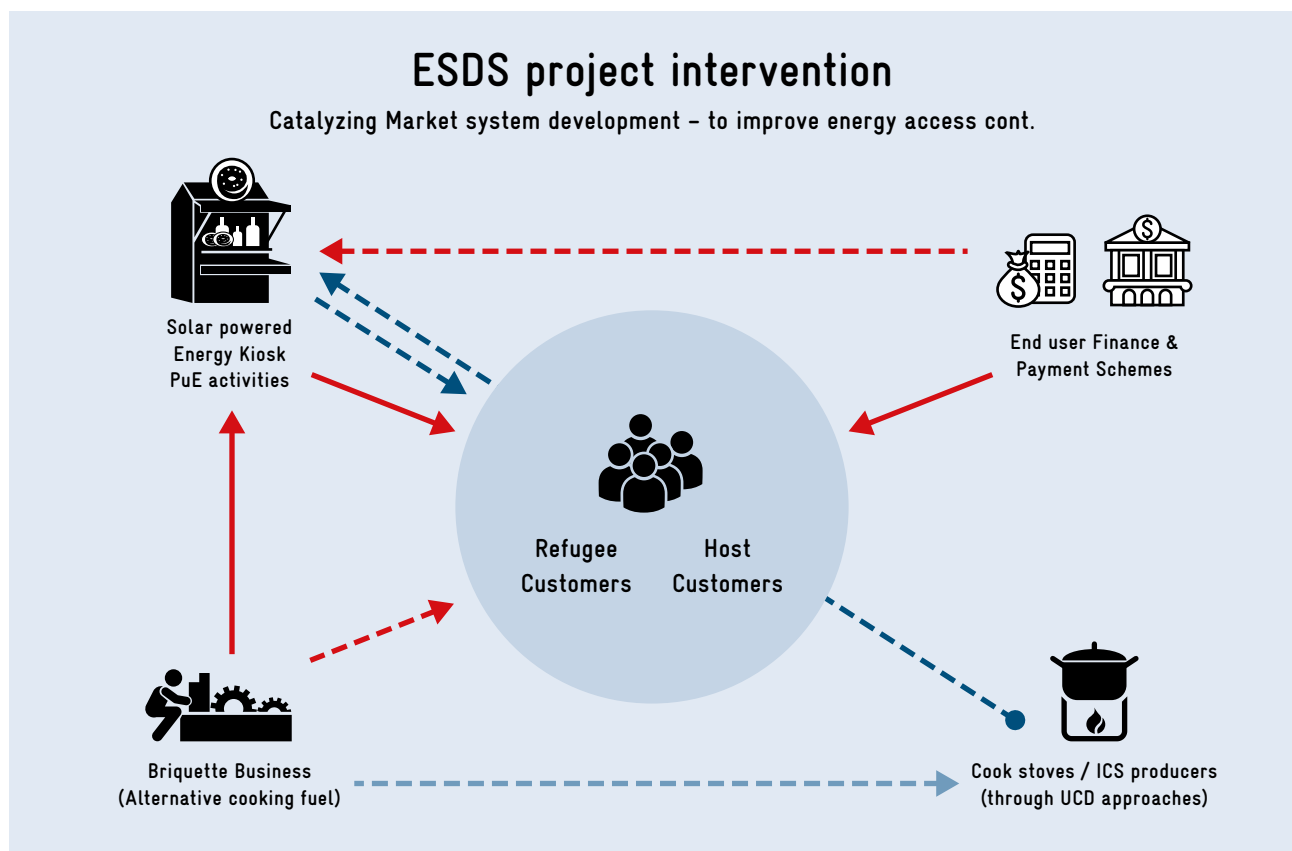 ESDS project intervention
Catalyzing Market system development – to improve energy access cont.
Solar powered
Energy Kiosk
PuE activities
$
$
End user Finance &
Payment Schemes
Refugee
Customers
Host
Customers
Briquette Business
(Alternative cooking fuel)
Cook stoves / ICS producers
(through UCD approaches)